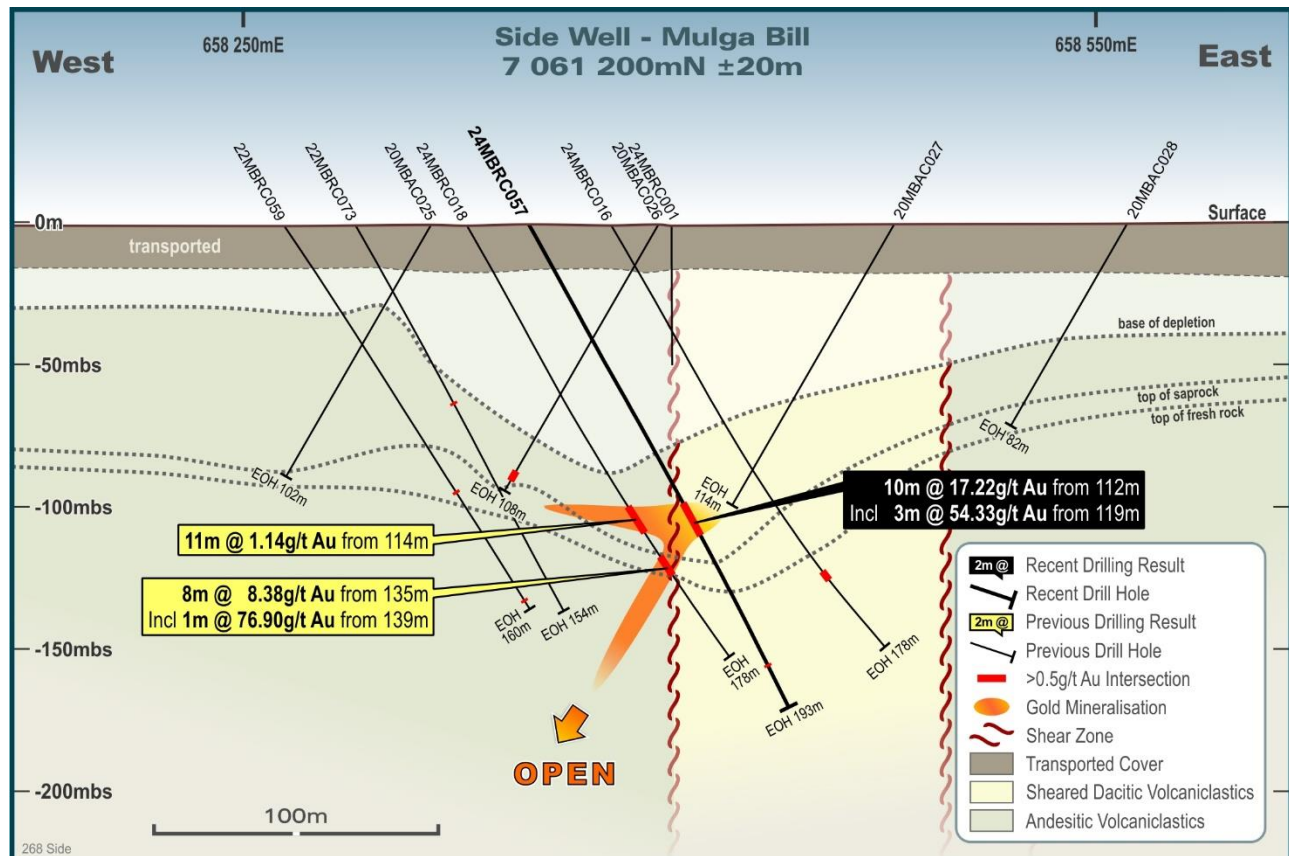 658 250mE
658 550mE
West
Side Well - Mulga Bill
7 061 200mN ±20m
East
22MBRC059
22MBRC073
20MBAC025
24MBRC018
24MBRC057
24MBRC016
20MBAC026
24MBRC001
20MBAC027
20MBAC028
0m
Surface
transported
base of depletion
-50mbs
top of saprock
top of fresh rock
EOH 82m
EOH 102m
EOH 108m
EOH
114m
-100mbs
10m @ 17.22g/t Au from 112m
Incl 3m @ 54.33g/t Au from 119m
11m @ 1.14g/t Au from 114m
8m @ 8.38g/t Au from 135m
Incl 1m @ 76.90g/t Au from 139m
EOH
160m
EOH 154m
-150mbs
EOH
178m
EOH 178m
EOH 193m
OPEN
-200mbs
100m
2m @ Recent Drilling Result
Recent Drill Hole
2m @ Previous Drilling Result
Previous Drill Hole
>0.5g/t Au Intersection
Gold Mineralisation
Shear Zone
Transported Cover
Sheared Dacitic Volcaniclastics
Andesitic Volcaniclastics
268 Side